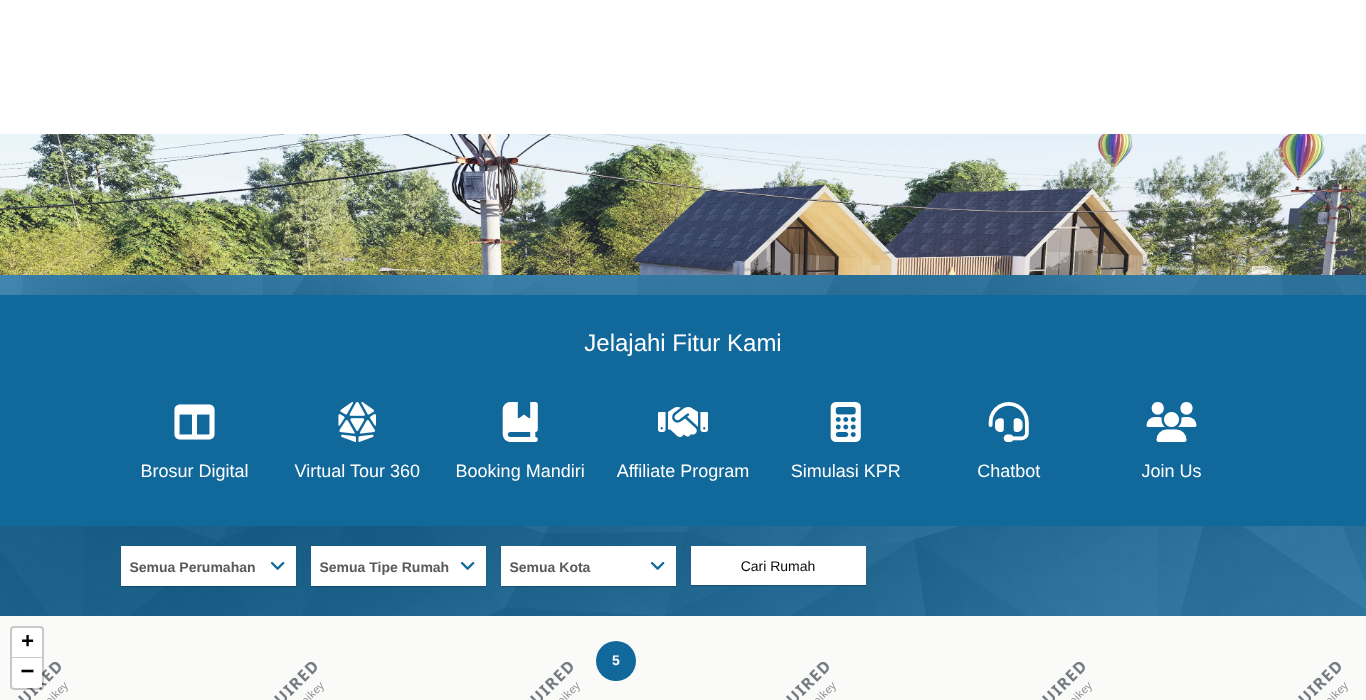 Jelajahi Fitur Kami
Brosur Digital
Virtual Tour 360
Booking Mandiri
Affiliate Program
Simulasi KPR
Chatbot
Join Us
Semua Perumahan
Semua Tipe Rumah
Semua Kota
Cari Rumah
+
−
5